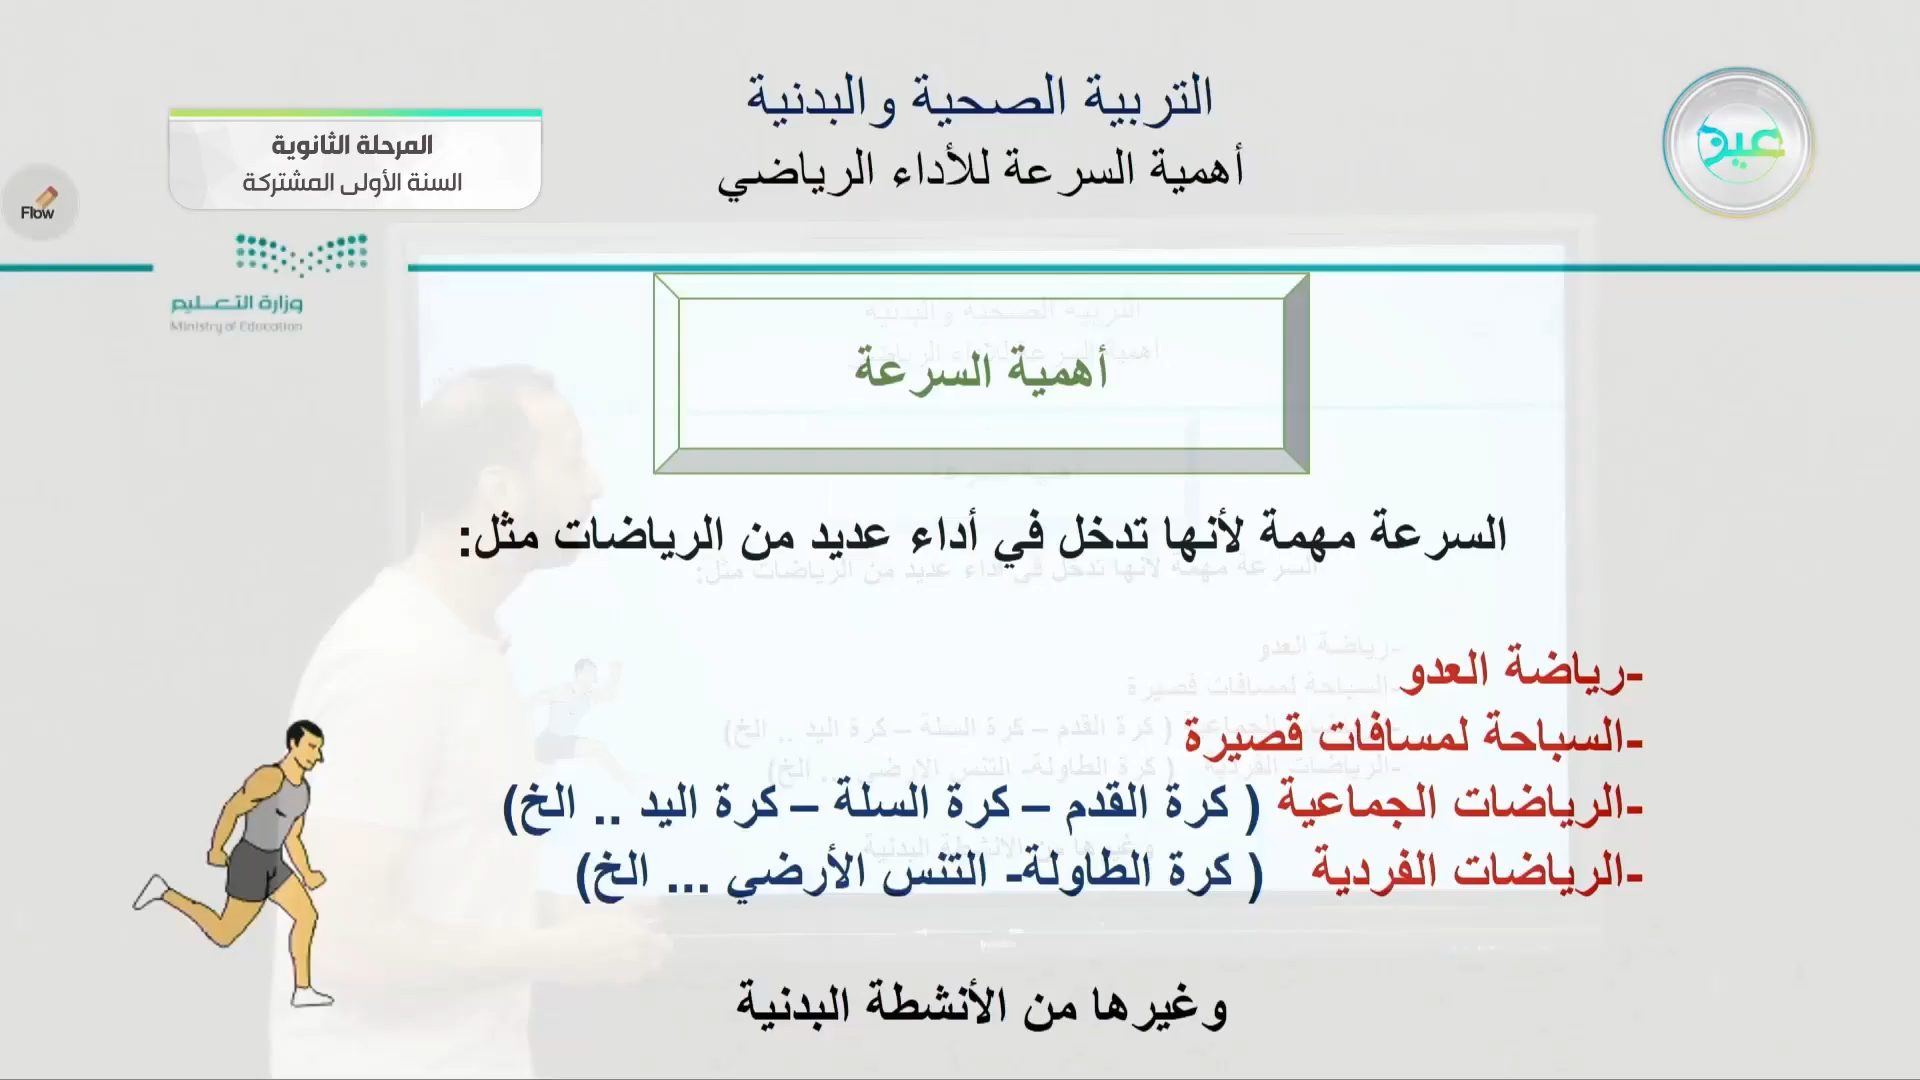 التربية الصحية والبدنية
أهمية السرعة للأداء الرياضي
عين
المرحلة الثانوية
السنة الأولى المشتركة
Flow
وزارة التعليم
Ministry of Education
أهمية السرعة
السرعة مهمة لأنها تدخل في أداء عديد من الرياضات مثل:
-رياضة العدو
-السباحة لمسافات قصيرة
-الرياضات الجماعية ( كرة القدم – كرة السلة – كرة اليد .. الخ)
-الرياضات الفردية ( كرة الطاولة- التنس الأرضي ... الخ)
وغيرها من الأنشطة البدنية